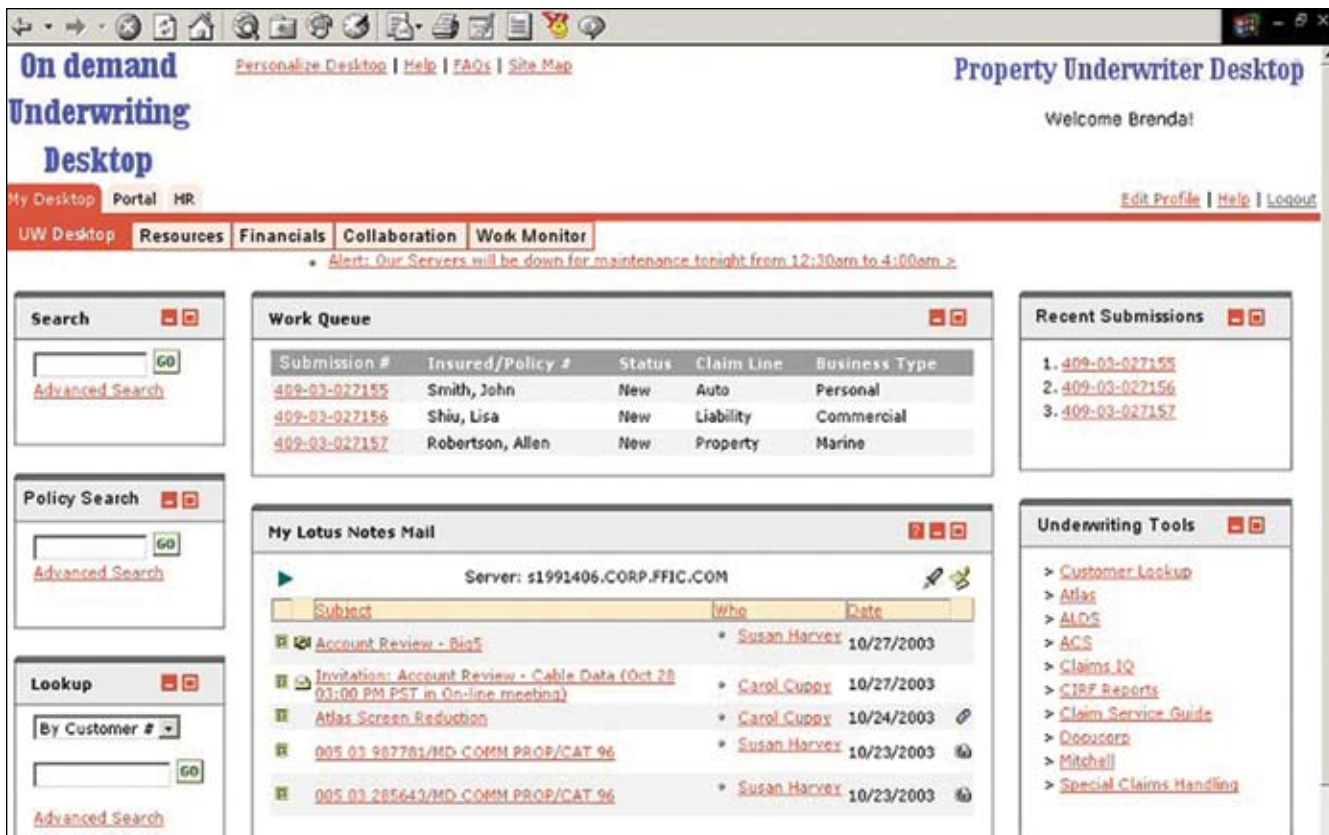 On demand
Underwriting
Desktop
Personalize Desktop | Help | FAQs | Site Map
Property Underwriter Desktop
Welcome Brenda!
My Desktop Portal HR
Edit Profile | Help | Logout
UW Desktop Resources Financials Collaboration Work Monitor
Alert: Our Servers will be down for maintenance tonight from 12:30am to 4:00am >
Search
GO
Advanced Search
Policy Search
GO
Advanced Search
Lookup
By Customer #
GO
Advanced Search
Work Queue
Submission # Insured/Policy # Status Claim Line Business Type
409-03-027155 Smith, John New Auto Personal
409-03-027156 Shiu, Lisa New Liability Commercial
409-03-027157 Robertson, Allen New Property Marine
My Lotus Notes Mail
Server: s1991406.CORP.FFIC.COM
Subject Who Date
Account Review - Big5 Susan Harvey 10/27/2003
Invitation: Account Review - Cable Data (Oct 28
03:00 PM PST in On-line meeting) Carol Cuppy 10/27/2003
Atlas Screen Reduction Carol Cuppy 10/24/2003
005 03 987781/MD COMM PROP/CAT 96 Susan Harvey 10/23/2003
005 03 285643/MD COMM PROP/CAT 96 Susan Harvey 10/23/2003
Recent Submissions
1. 409-03-027155
2. 409-03-027156
3. 409-03-027157
Underwriting Tools
> Customer Lookup
> Atlas
> ALDS
> ACS
> Claims IQ
> CIRF Reports
> Claim Service Guide
> Docucorp
> Mitchell
> Special Claims Handling